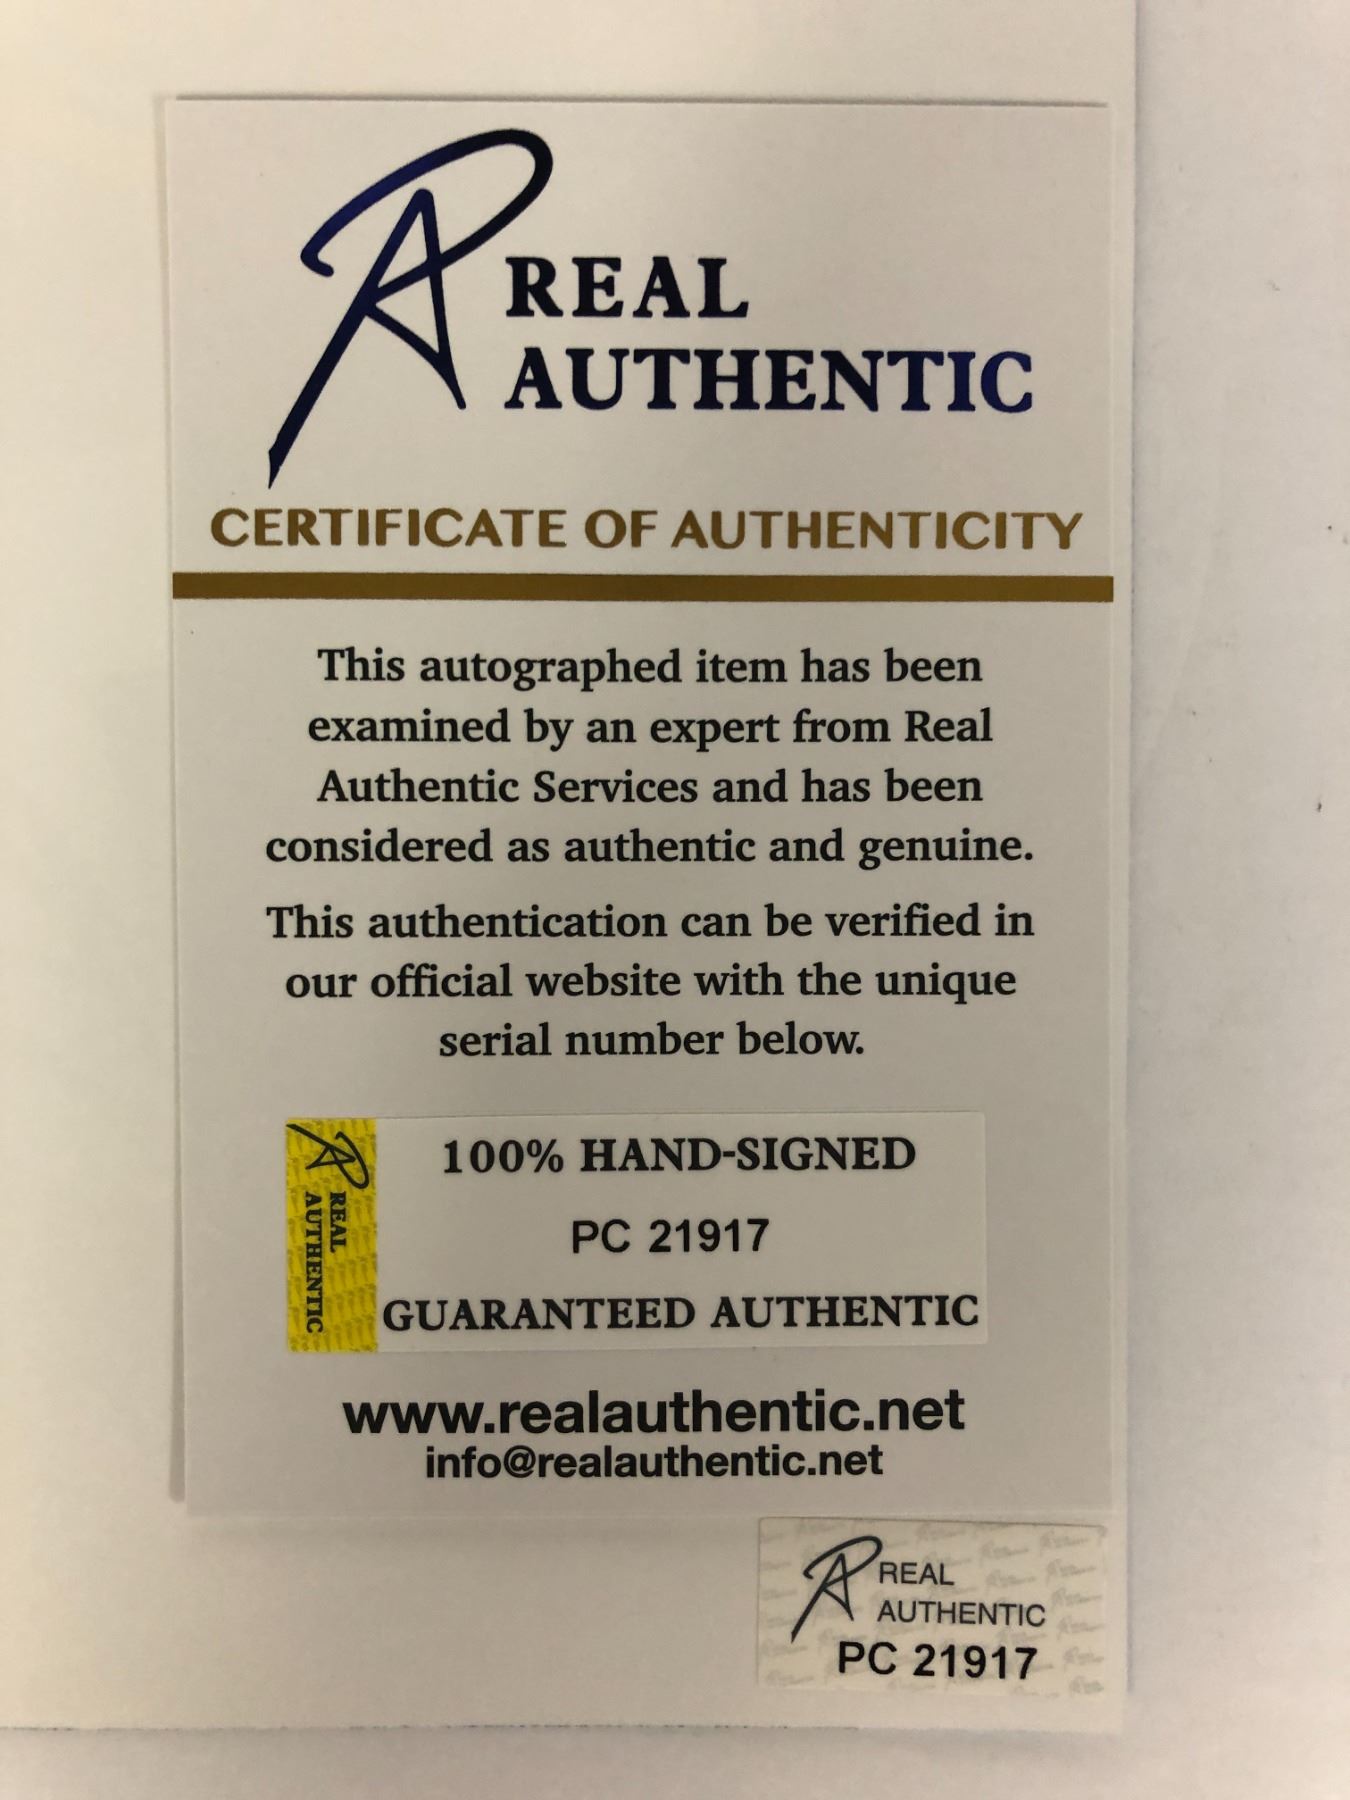 REAL
AUTHENTIC
CERTIFICATE OF AUTHENTICITY
This autographed item has been
examined by an expert from Real
Authentic Services and has been
considered as authentic and genuine.
This authentication can be verified in
our official website with the unique
serial number below.
REAL
AUTHENTIC
100% HAND-SIGNED
PC 21917
GUARANTEED AUTHENTIC
www.realauthentic.net
info@realauthentic.net
REAL
AUTHENTIC
PC 21917